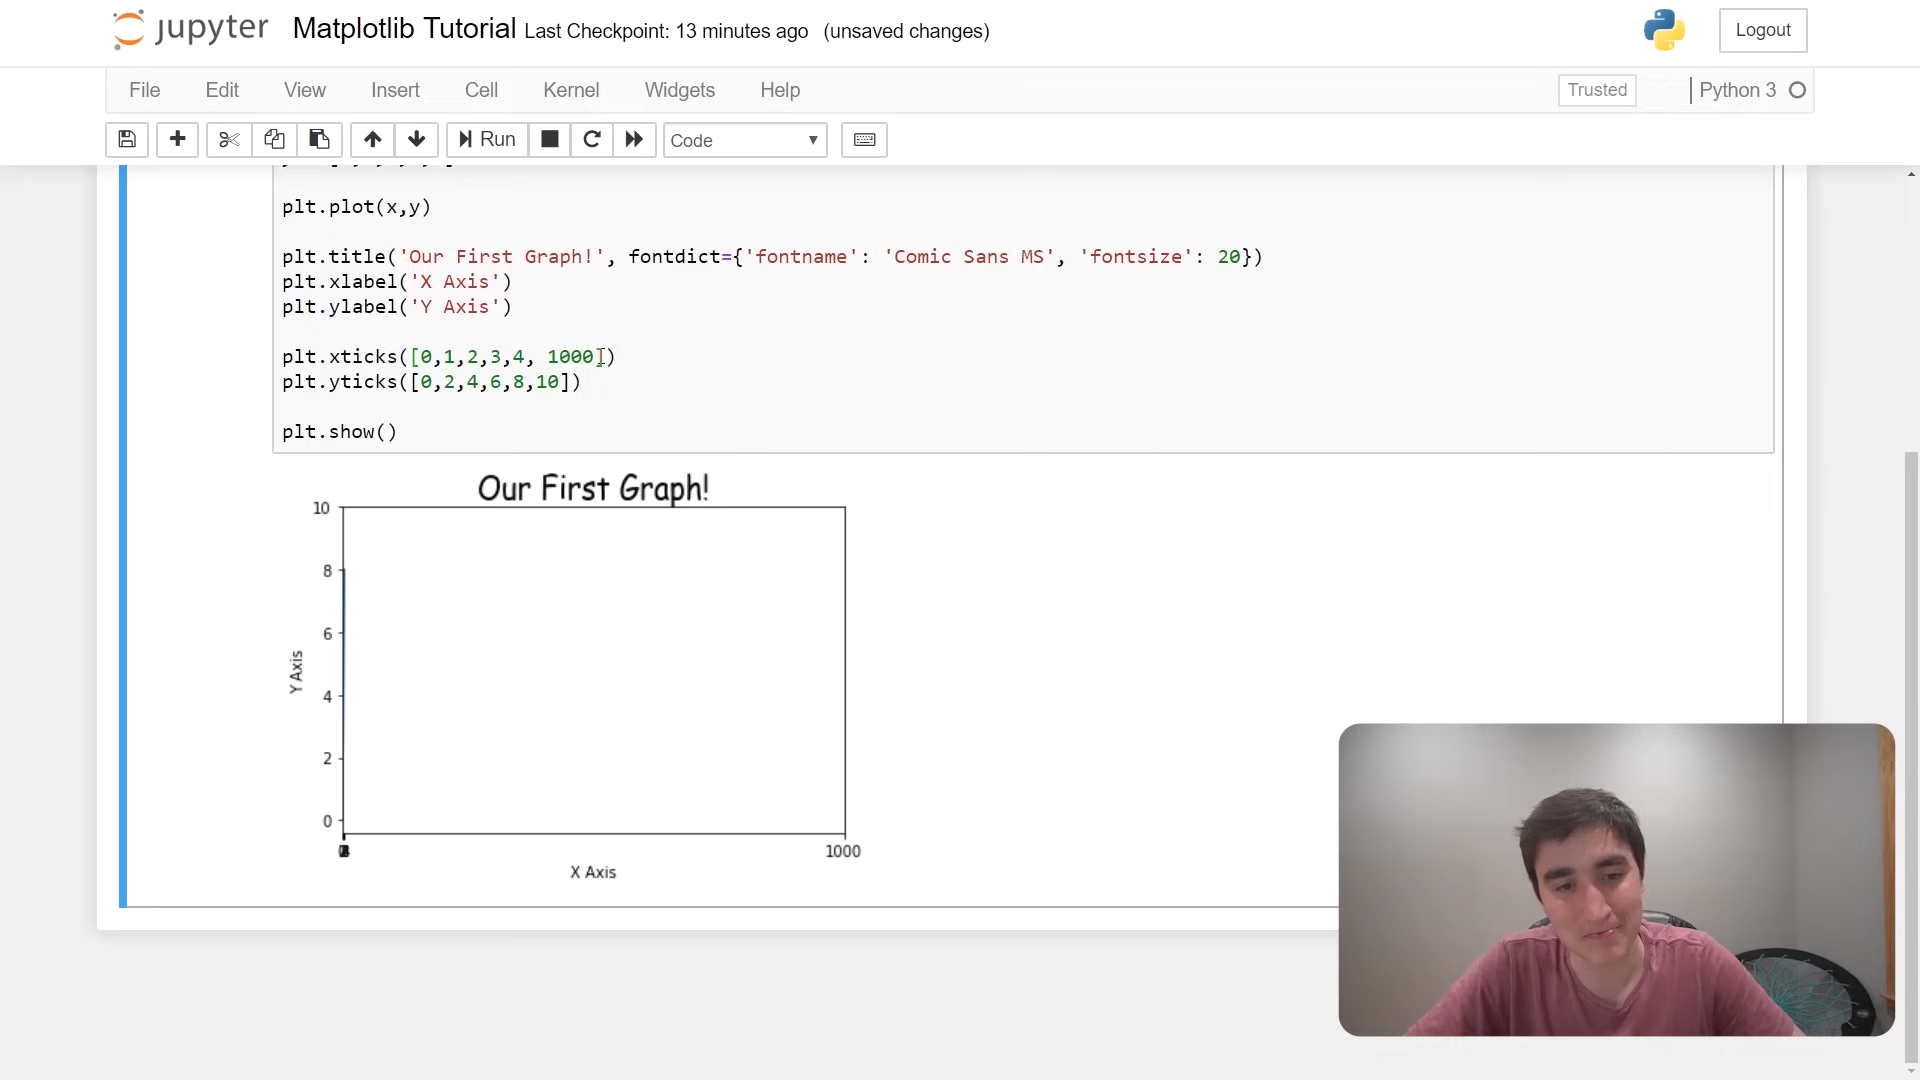 jupyter Matplotlib Tutorial Last Checkpoint: 13 minutes ago (unsaved changes) Logout
File Edit View Insert Cell Kernel Widgets Help Trusted Python 3
Run Code
plt.plot(x,y)
plt.title('Our First Graph!', fontdict={'fontname': 'Comic Sans MS', 'fontsize': 20})
plt.xlabel('X Axis')
plt.ylabel('Y Axis')
plt.xticks([0,1,2,3,4, 1000])
plt.yticks([0,2,4,6,8,10])
plt.show()
Our First Graph!
10
8
6
4
2
0
Y Axis
1000
X Axis